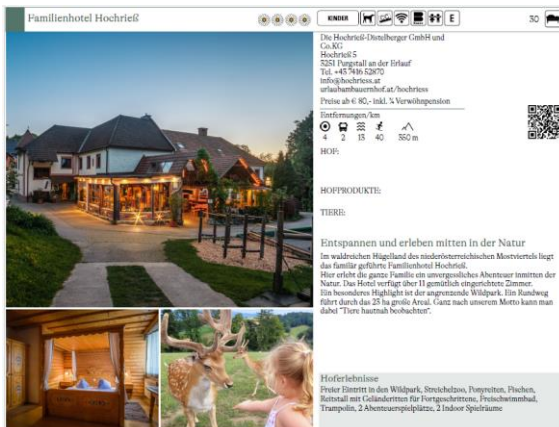 Familienhotel Hochrieß
KINDER
E
30
Die Hochrieß-Distelberger GmbH und
Co.KG
Hochrieß 5
3251 Purgstall an der Erlauf
Tel. +43 7416 52870
info@hochriess.at
urlaubambauernhof.at/hochriess
Preise ab € 80,- inkl. ¾ Verwöhnpension
Entfernungen/km
4 2 13 40 350 m
HOF:
HOFPRODUKTE:
TIERE:
Entspannen und erleben mitten in der Natur
Im waldreichen Hügelland des niederösterreichischen Mostviertels liegt
das familiär geführte Familienhotel Hochrieß.
Hier erlebt die ganze Familie ein unvergessliches Abenteuer inmitten der
Natur. Das Hotel verfügt über 11 gemütlich eingerichtete Zimmer.
Ein besonderes Highlight ist der angrenzende Wildpark. Ein Rundweg
führt durch das 25 ha große Areal. Ganz nach unserem Motto kann man
dabei "Tiere hautnah beobachten".
Hoferlebnisse
Freier Eintritt in den Wildpark, Streichelzoo, Ponyreiten, Fischen,
Reitstall mit Geländeritten für Fortgeschrittene, Freischwimmbad,
Trampolin, 2 Abenteuerspielplätze, 2 Indoor Spielräume